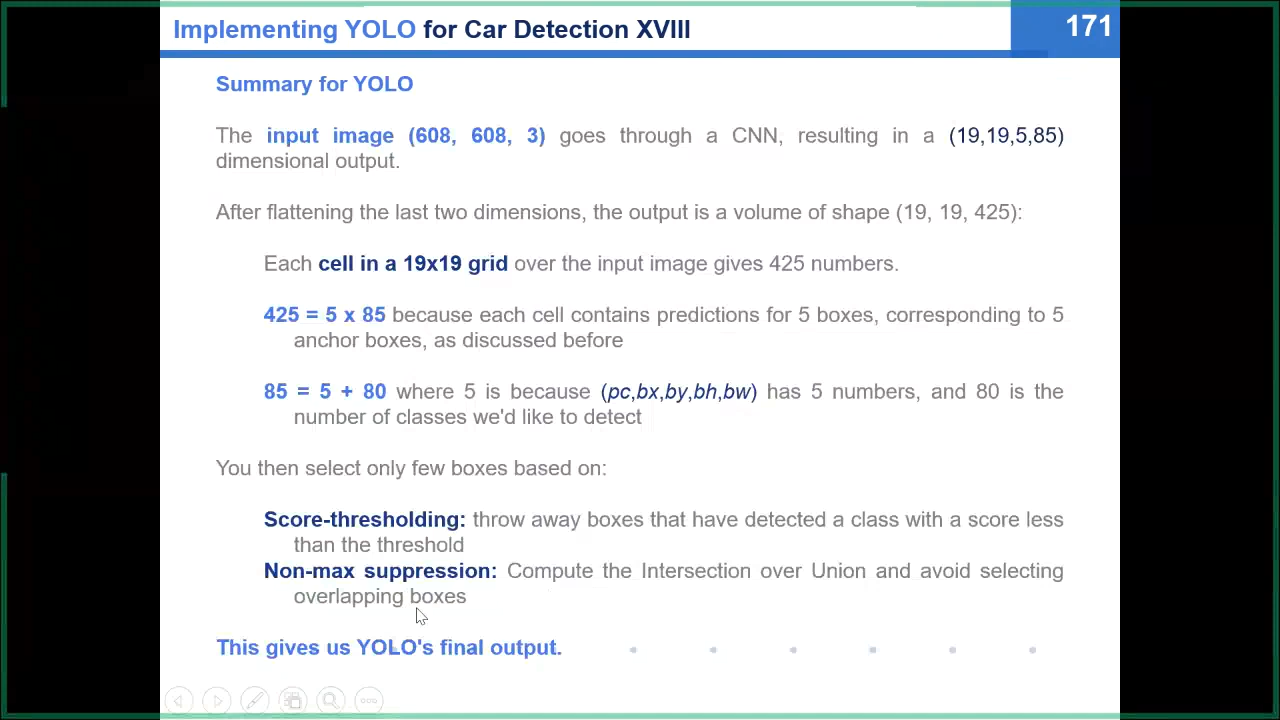 Implementing YOLO for Car Detection XVIII
171
Summary for YOLO
The input image (608, 608, 3) goes through a CNN, resulting in a (19,19,5,85)
dimensional output.
After flattening the last two dimensions, the output is a volume of shape (19, 19, 425):
Each cell in a 19x19 grid over the input image gives 425 numbers.
425 = 5 x 85 because each cell contains predictions for 5 boxes, corresponding to 5
anchor boxes, as discussed before
85 = 5 + 80 where 5 is because (pc,bx,by,bh,bw) has 5 numbers, and 80 is the
number of classes we'd like to detect
You then select only few boxes based on:
Score-thresholding: throw away boxes that have detected a class with a score less
than the threshold
Non-max suppression: Compute the Intersection over Union and avoid selecting
overlapping boxes
This gives us YOLO's final output.